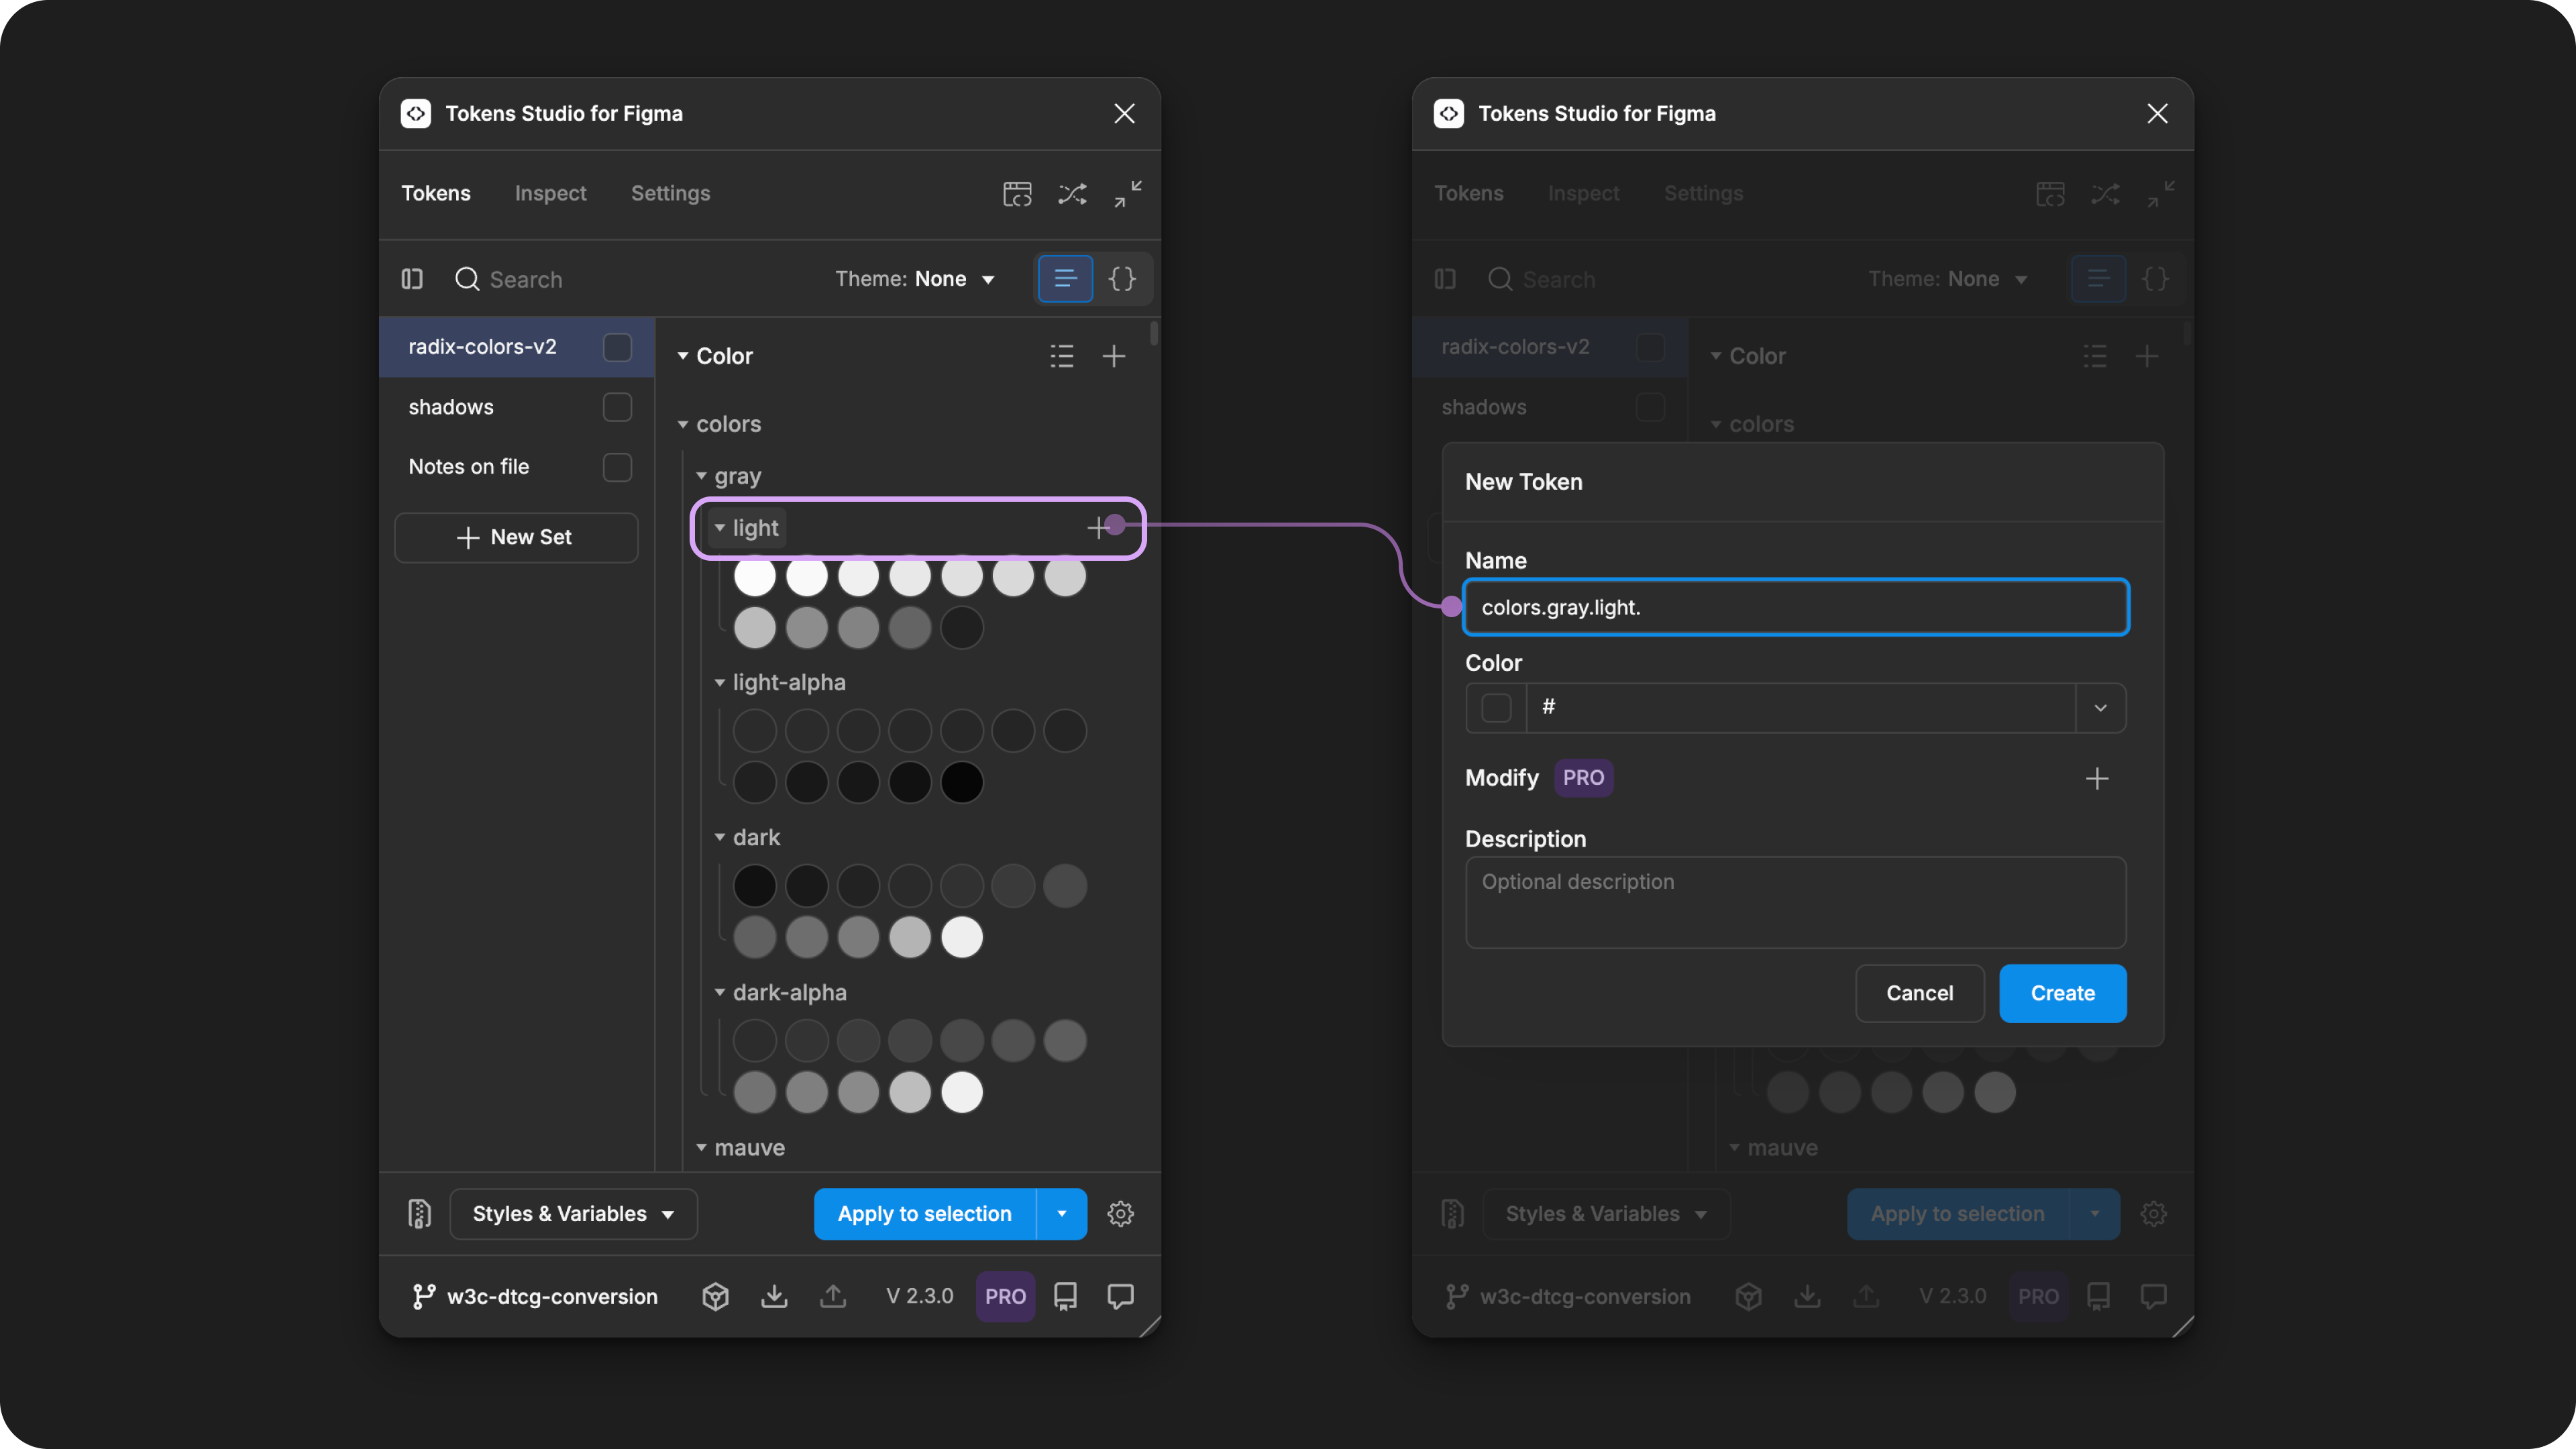 Tokens Studio for Figma
Tokens Inspect Settings
Search Theme: None {}
radix-colors-v2
shadows
Notes on file
+ New Set
Color
colors
gray
light
light-alpha
dark
dark-alpha
mauve
Styles & Variables Apply to selection
w3c-dtcg-conversion V 2.3.0 PRO
Tokens Studio for Figma
Tokens Inspect Settings
Search Theme: None {}
radix-colors-v2
shadows
Color
colors
New Token
Name
colors.gray.light.
Color
#
Modify PRO
Description
Optional description
Cancel Create
mauve
Styles & Variables Apply to selection
w3c-dtcg-conversion V 2.3.0 PRO